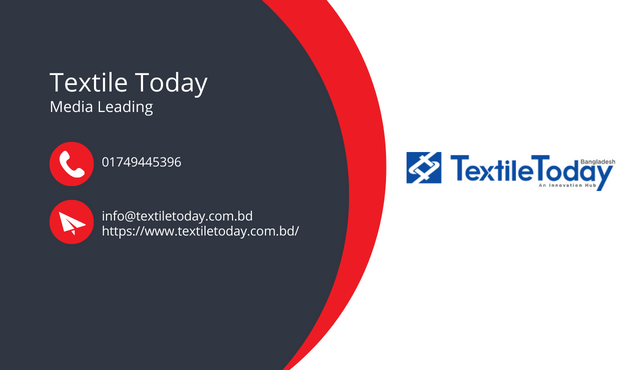 Textile Today
Media Leading
01749445396
info@textiletoday.com.bd
https://www.textiletoday.com.bd/
Bangladesh
TextileToday
An Innovation Hub